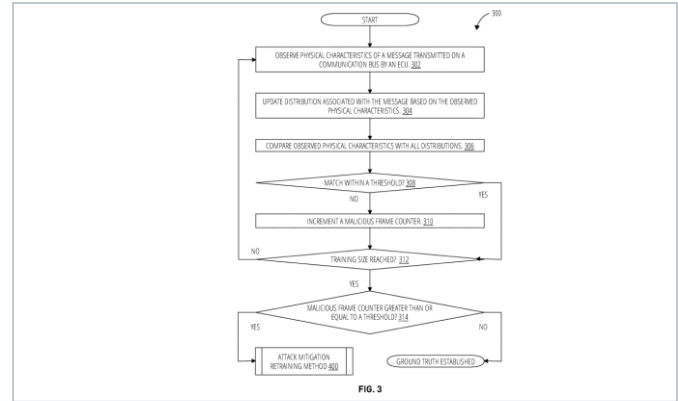 START
300
OBSERVE PHYSICAL CHARACTERISTICS OF A MESSAGE TRANSMITTED ON A
COMMUNICATION BUS BY AN ECU. 302
UPDATE DISTRIBUTION ASSOCIATED WITH THE MESSAGE BASED ON THE OBSERVED
PHYSICAL CHARACTERISTICS. 304
COMPARE OBSERVED PHYSICAL CHARACTERISTICS WITH ALL DISTRIBUTIONS. 306
MATCH WITHIN A THRESHOLD? 308
YES
NO
INCREMENT A MALICIOUS FRAME COUNTER. 310
NO
TRAINING SIZE REACHED? 312
YES
MALICIOUS FRAME COUNTER GREATER THAN OR
EQUAL TO A THRESHOLD? 314
YES
NO
ATTACK MITIGATION
RETRAINING METHOD 400
GROUND TRUTH ESTABLISHED
FIG. 3